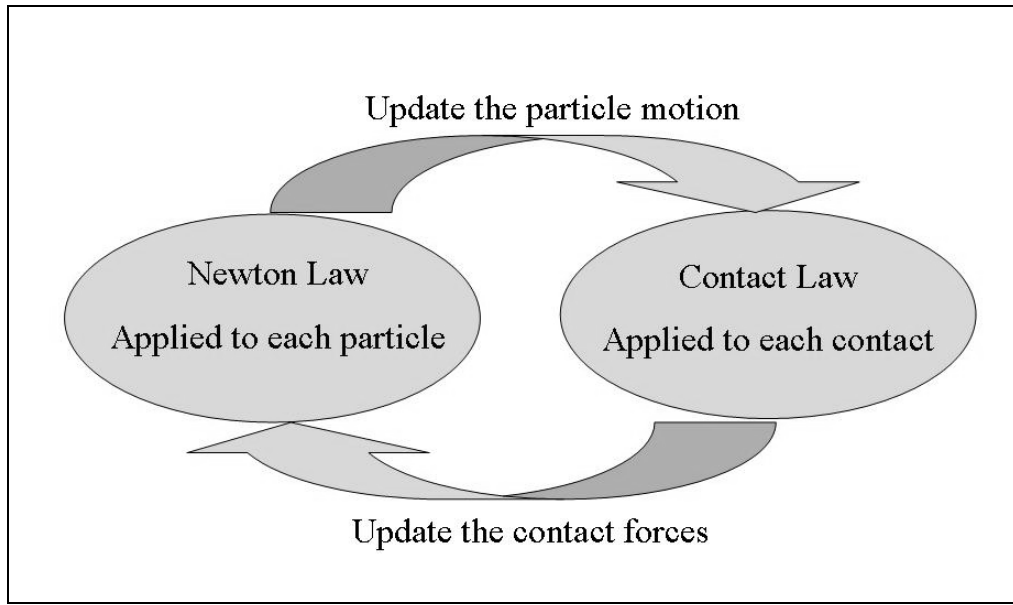 Update the particle motion
Newton Law
Applied to each particle
Contact Law
Applied to each contact
Update the contact forces